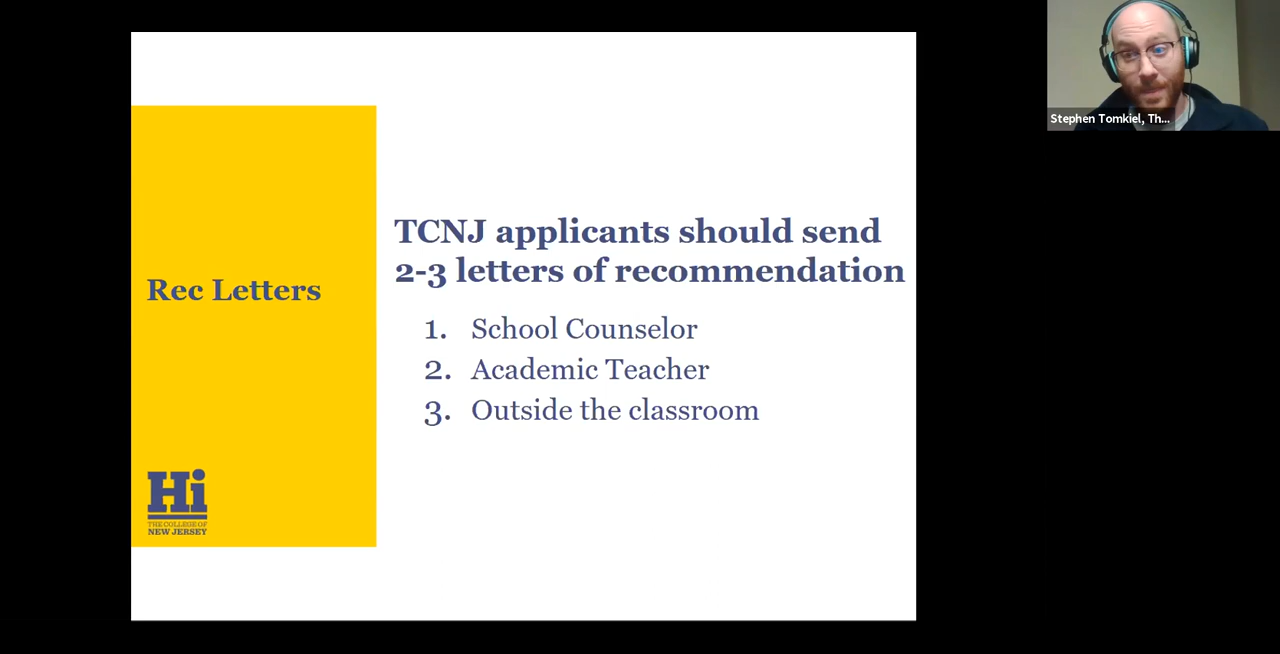 TCNJ applicants should send
2-3 letters of recommendation
Rec Letters
1. School Counselor
2. Academic Teacher
3. Outside the classroom
Hi
THE COLLEGE OF
NEW JERSEY
Stephen Tomkiel, Th...